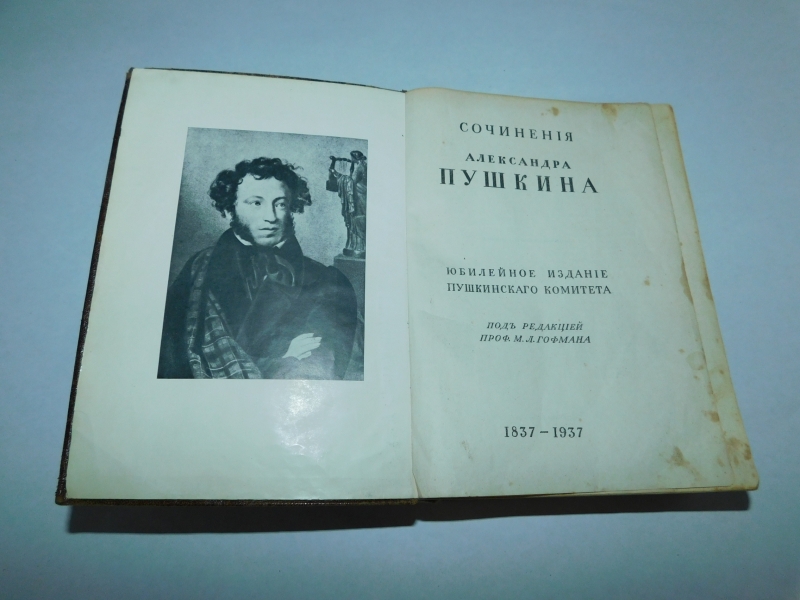 СОЧИНЕНІЯ
АЛЕКСАНДРА
ПУШКИНА
ЮБИЛЕЙНОЕ ИЗДАНІЕ
ПУШКИНСКАГО КОМИТЕТА
ПОДЪ РЕДАКЦІЕЙ
ПРОФ. М. Л. ГОФМАНА
1837 – 1937